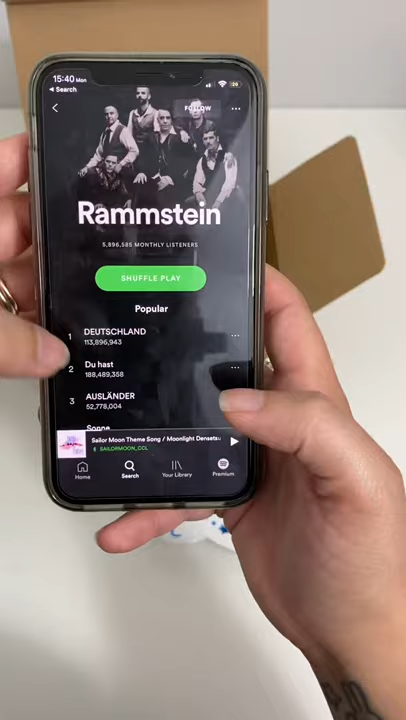 15:40 Mon
◀ Search
FOLLOW
Rammstein
5,896,585 MONTHLY LISTENERS
SHUFFLE PLAY
Popular
1 DEUTSCHLAND
113,896,943
2 Du hast
188,489,358
3 AUSLÄNDER
52,778,004
Sonne
Sailor Moon Theme Song / Moonlight Densetsu
SAILORMOON_CCL
Home
Search
Your Library
Premium